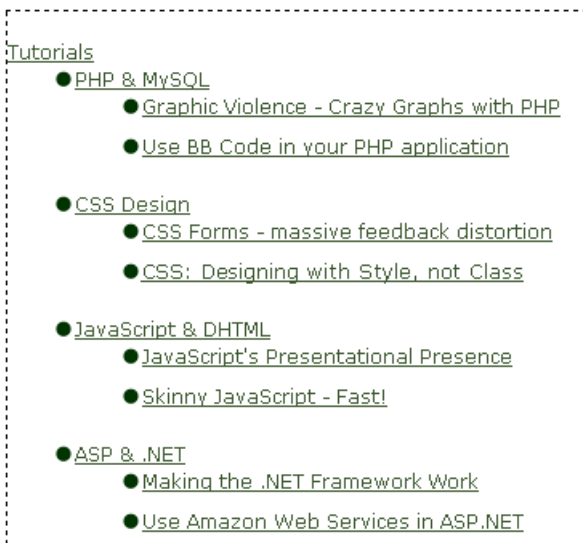 Tutorials
PHP & MySQL
Graphic Violence - Crazy Graphs with PHP
Use BB Code in your PHP application
CSS Design
CSS Forms - massive feedback distortion
CSS: Designing with Style, not Class
JavaScript & DHTML
JavaScript's Presentational Presence
Skinny JavaScript - Fast!
ASP & .NET
Making the .NET Framework Work
Use Amazon Web Services in ASP.NET